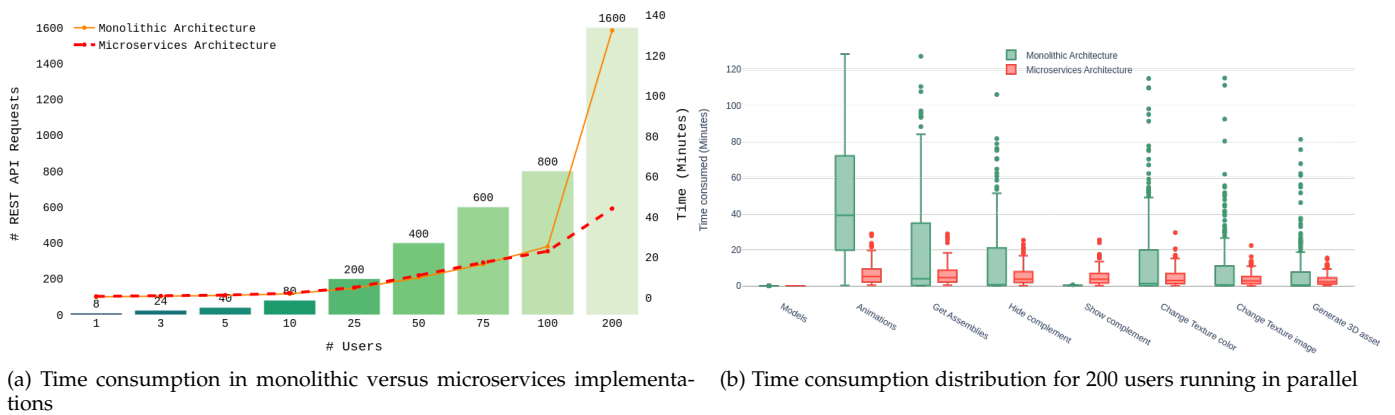 1600
1400
1200
1000
800
600
400
200
0
# REST API Requests
Monolithic Architecture
Microservices Architecture
8
24
40
80
200
400
600
800
1600
140
120
100
80
60
40
20
0
Time (Minutes)
1 3 5 10 25 50 75 100 200
# Users
(a) Time consumption in monolithic versus microservices implementa-
tions
Monolithic Architecture
Microservices Architecture
120
100
80
60
40
20
0
Time consumed (Minutes)
Models
Animations
Get Assemblies
Hide complement
Show complement
Change Texture color
Change Texture image
Generate 3D asset
(b) Time consumption distribution for 200 users running in parallel